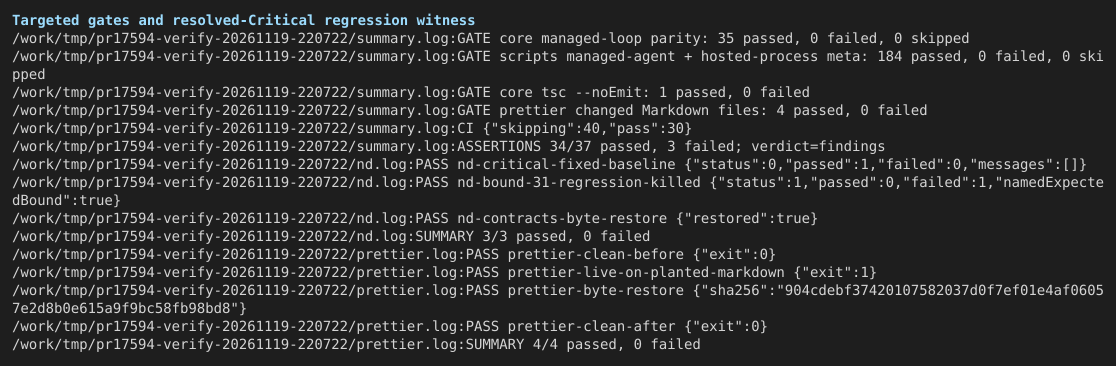 Targeted gates and resolved-Critical regression witness
/work/tmp/pr17594-verify-20261119-220722/summary.log:GATE core managed-loop parity: 35 passed, 0 failed, 0 skipped
/work/tmp/pr17594-verify-20261119-220722/summary.log:GATE scripts managed-agent + hosted-process meta: 184 passed, 0 failed, 0 ski
pped
/work/tmp/pr17594-verify-20261119-220722/summary.log:GATE core tsc --noEmit: 1 passed, 0 failed
/work/tmp/pr17594-verify-20261119-220722/summary.log:GATE prettier changed Markdown files: 4 passed, 0 failed
/work/tmp/pr17594-verify-20261119-220722/summary.log:CI {"skipping":40,"pass":30}
/work/tmp/pr17594-verify-20261119-220722/summary.log:ASSERTIONS 34/37 passed, 3 failed; verdict=findings
/work/tmp/pr17594-verify-20261119-220722/nd.log:PASS nd-critical-fixed-baseline {"status":0,"passed":1,"failed":0,"messages":[]}
/work/tmp/pr17594-verify-20261119-220722/nd.log:PASS nd-bound-31-regression-killed {"status":1,"passed":0,"failed":1,"namedExpecte
dBound":true}
/work/tmp/pr17594-verify-20261119-220722/nd.log:PASS nd-contracts-byte-restore {"restored":true}
/work/tmp/pr17594-verify-20261119-220722/nd.log:SUMMARY 3/3 passed, 0 failed
/work/tmp/pr17594-verify-20261119-220722/prettier.log:PASS prettier-clean-before {"exit":0}
/work/tmp/pr17594-verify-20261119-220722/prettier.log:PASS prettier-live-on-planted-markdown {"exit":1}
/work/tmp/pr17594-verify-20261119-220722/prettier.log:PASS prettier-byte-restore {"sha256":"904cdebf37420107582037d0f7ef01e4af0605
7e2d8b0e615a9f9bc58fb98bd8"}
/work/tmp/pr17594-verify-20261119-220722/prettier.log:PASS prettier-clean-after {"exit":0}
/work/tmp/pr17594-verify-20261119-220722/prettier.log:SUMMARY 4/4 passed, 0 failed